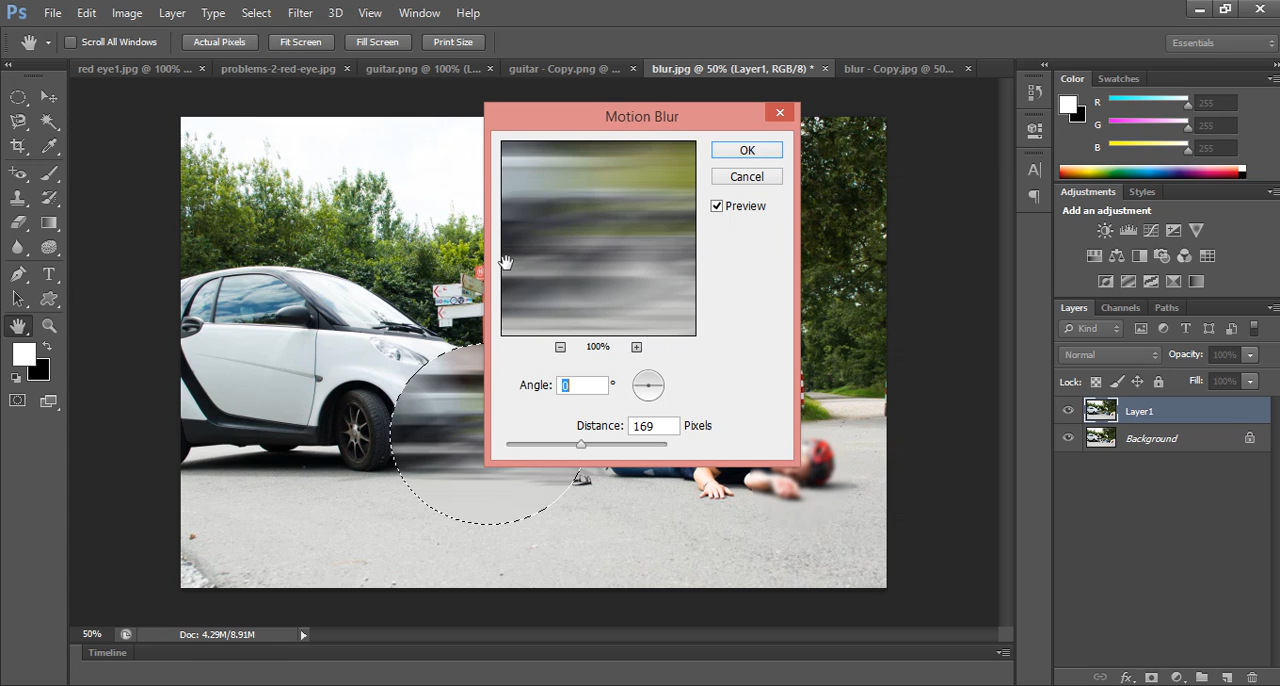 Ps File Edit Image Layer Type Select Filter 3D View Window Help
Scroll All Windows Actual Pixels Fit Screen Fill Screen Print Size Essentials
red eye1.jpg @ 100% ... × problems-2-red-eye.jpg × guitar.png @ 100% (L... × guitar - Copy.png @ ... × blur.jpg @ 50% (Layer1, RGB/8) * × blur - Copy.jpg @ 50... ×
Motion Blur
OK
Cancel
Preview
100%
Angle: 0 °
Distance: 169 Pixels
Color Swatches
R 255
G 255
B 255
Adjustments Styles
Add an adjustment
Layers Channels Paths
Kind
Normal Opacity: 100%
Lock: Fill: 100%
Layer1
Background
50% Doc: 4.29M/8.91M
Timeline